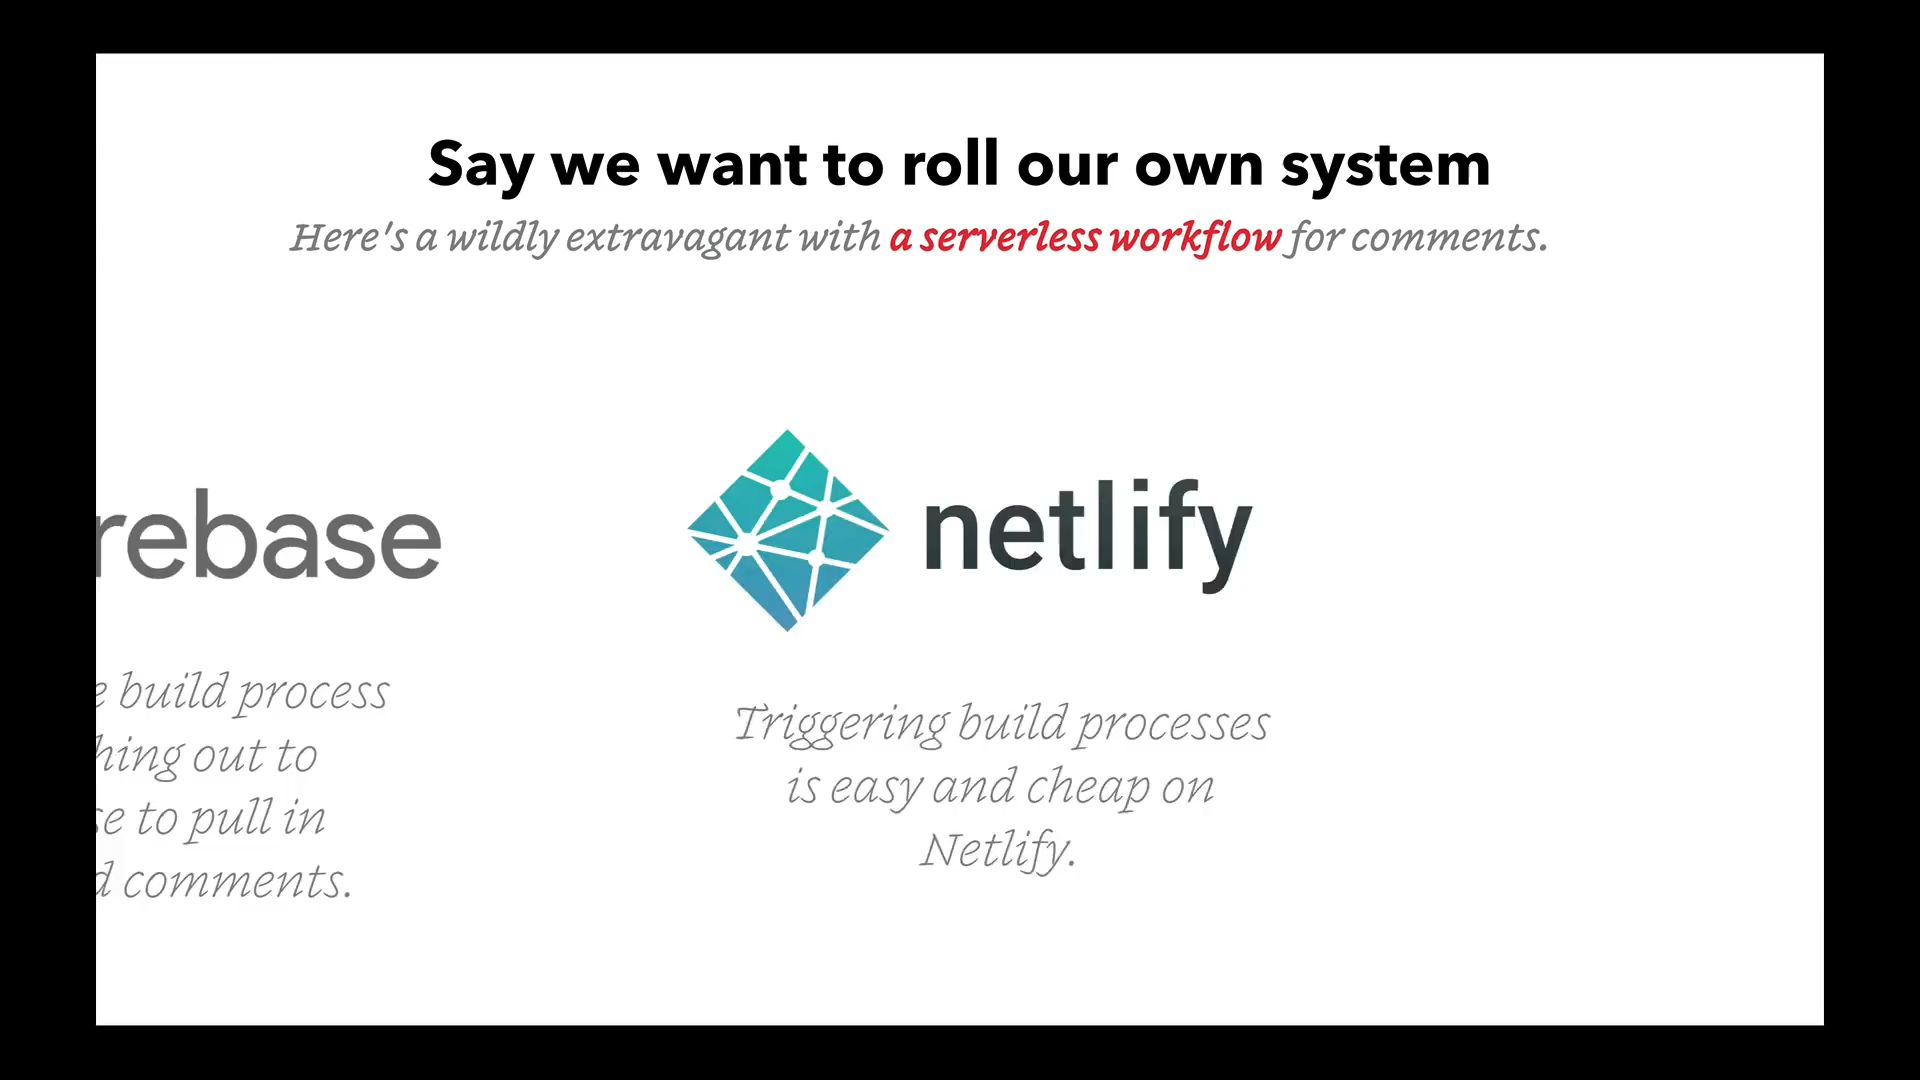 Say we want to roll our own system
Here's a wildly extravagant with a serverless workflow for comments.
rebase
netlify
e build process
hing out to
se to pull in
d comments.
Triggering build processes
is easy and cheap on
Netlify.